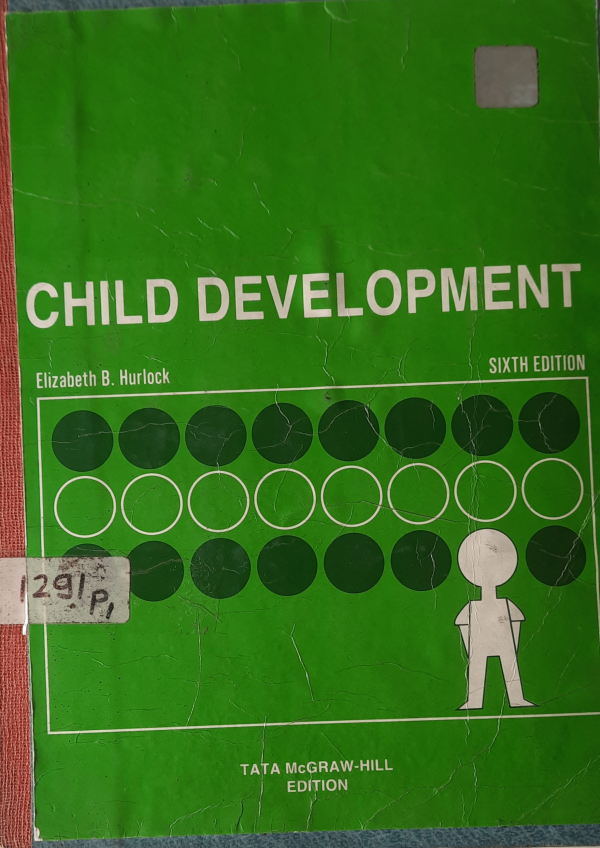 CHILD DEVELOPMENT
Elizabeth B. Hurlock
SIXTH EDITION
1291
P1
TATA McGRAW-HILL
EDITION